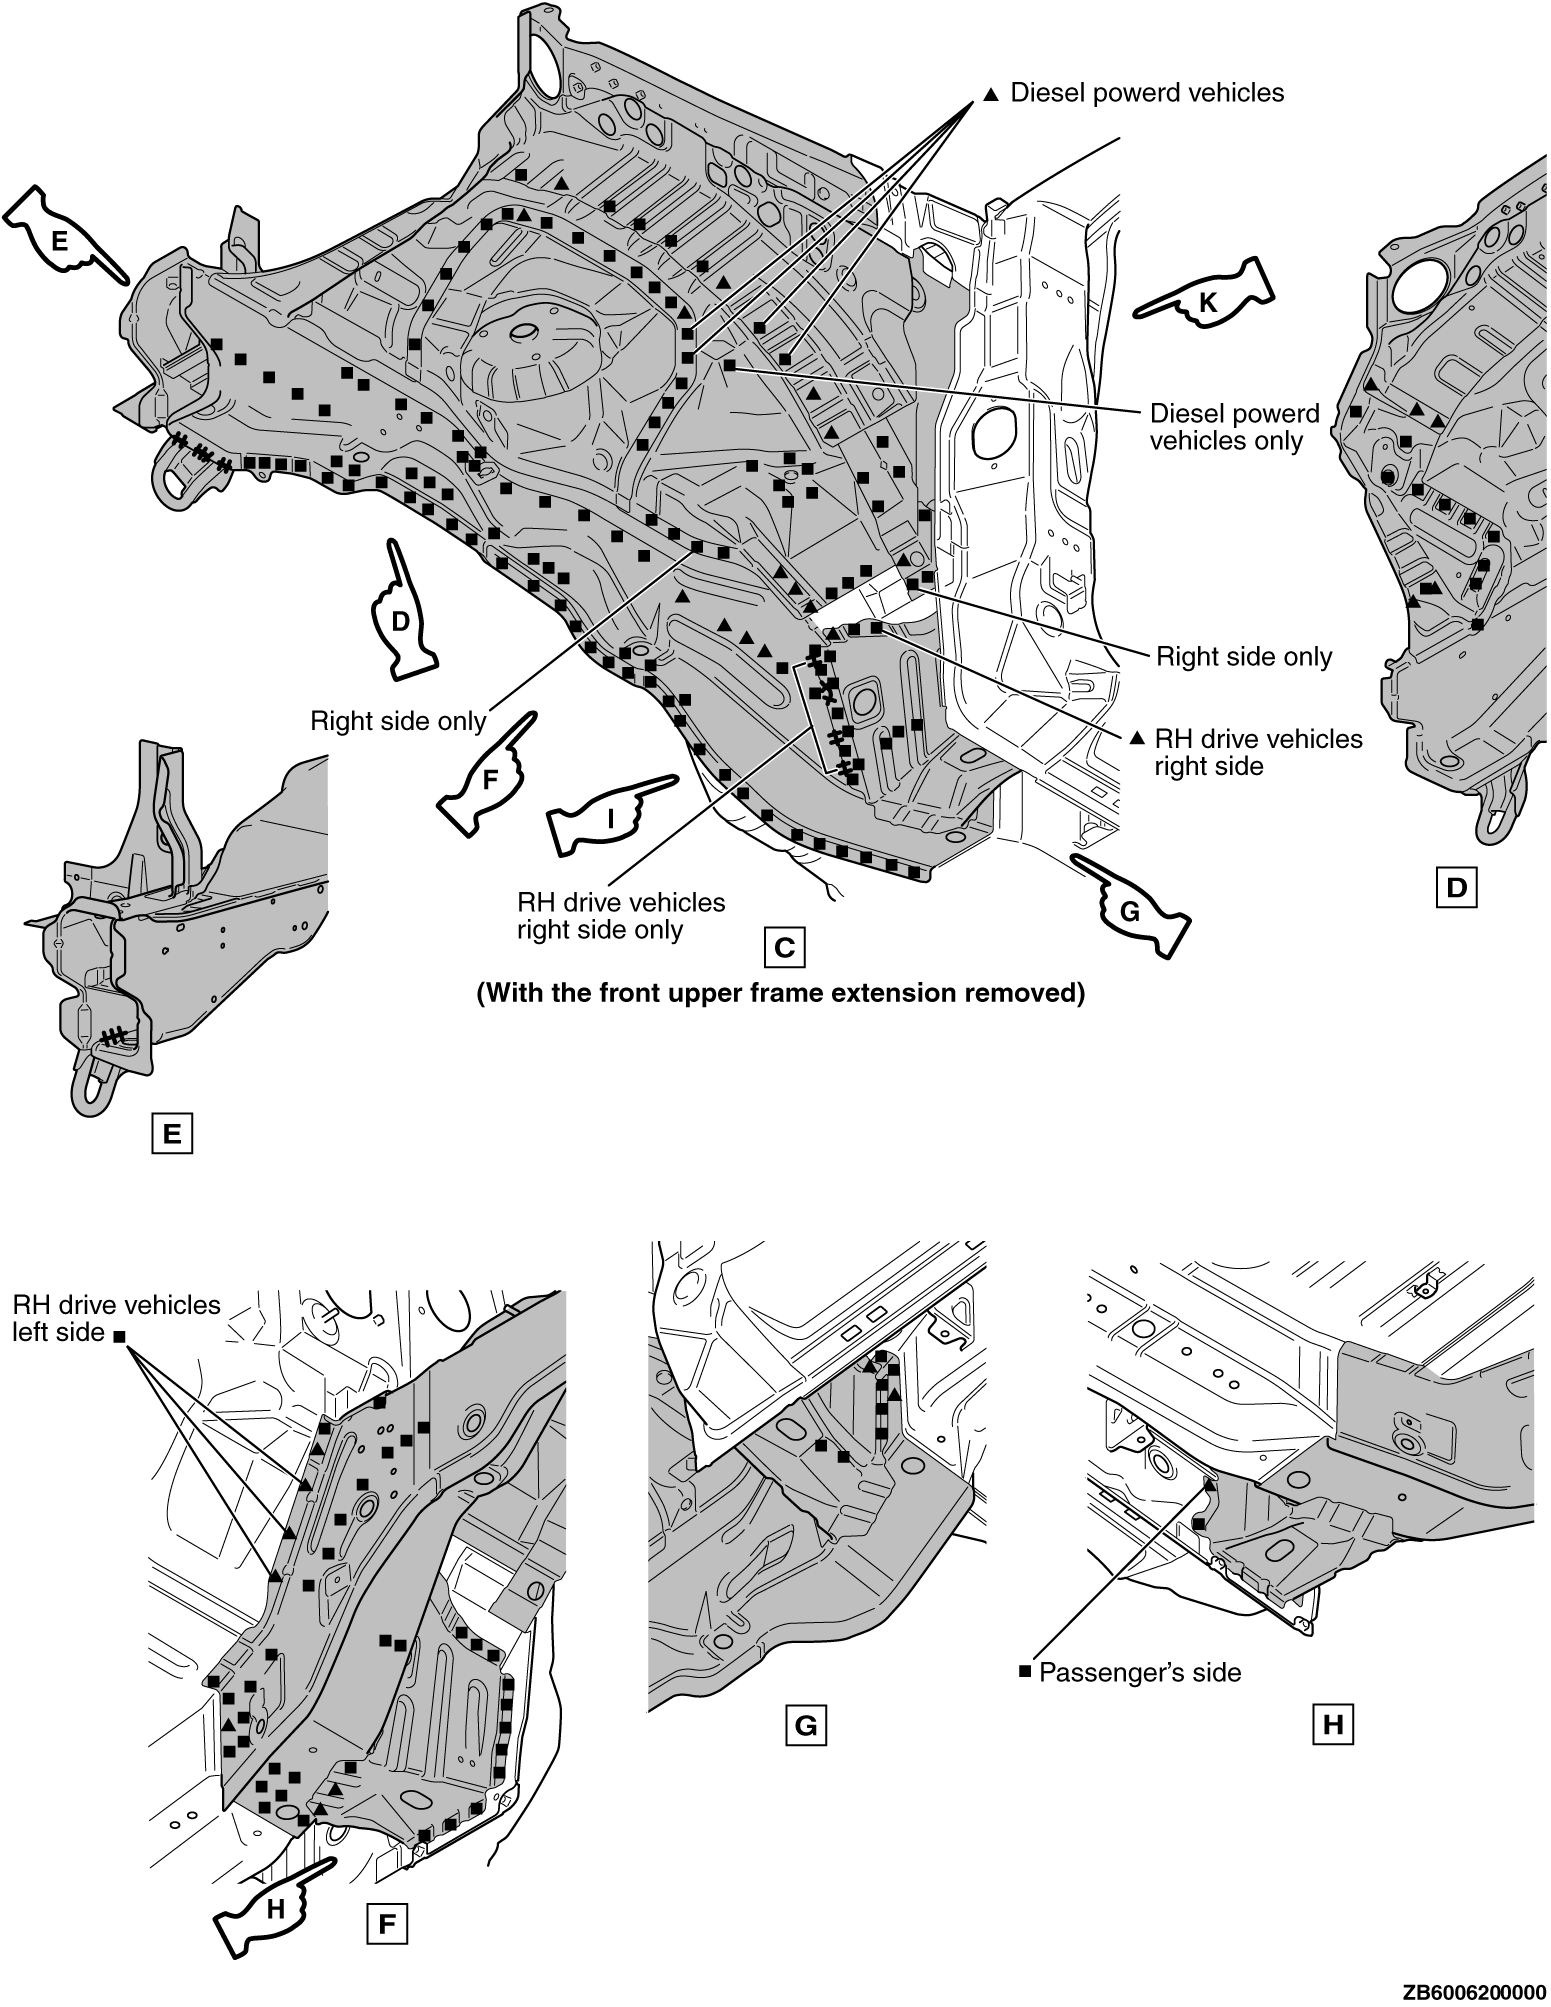 ▲ Diesel powerd vehicles
E
K
Diesel powerd
vehicles only
D
Right side only
Right side only
▲ RH drive vehicles
right side
F
I
D
RH drive vehicles
right side only
G
C
(With the front upper frame extension removed)
E
RH drive vehicles
left side ■
■ Passenger's side
G
H
H
F
ZB6006200000